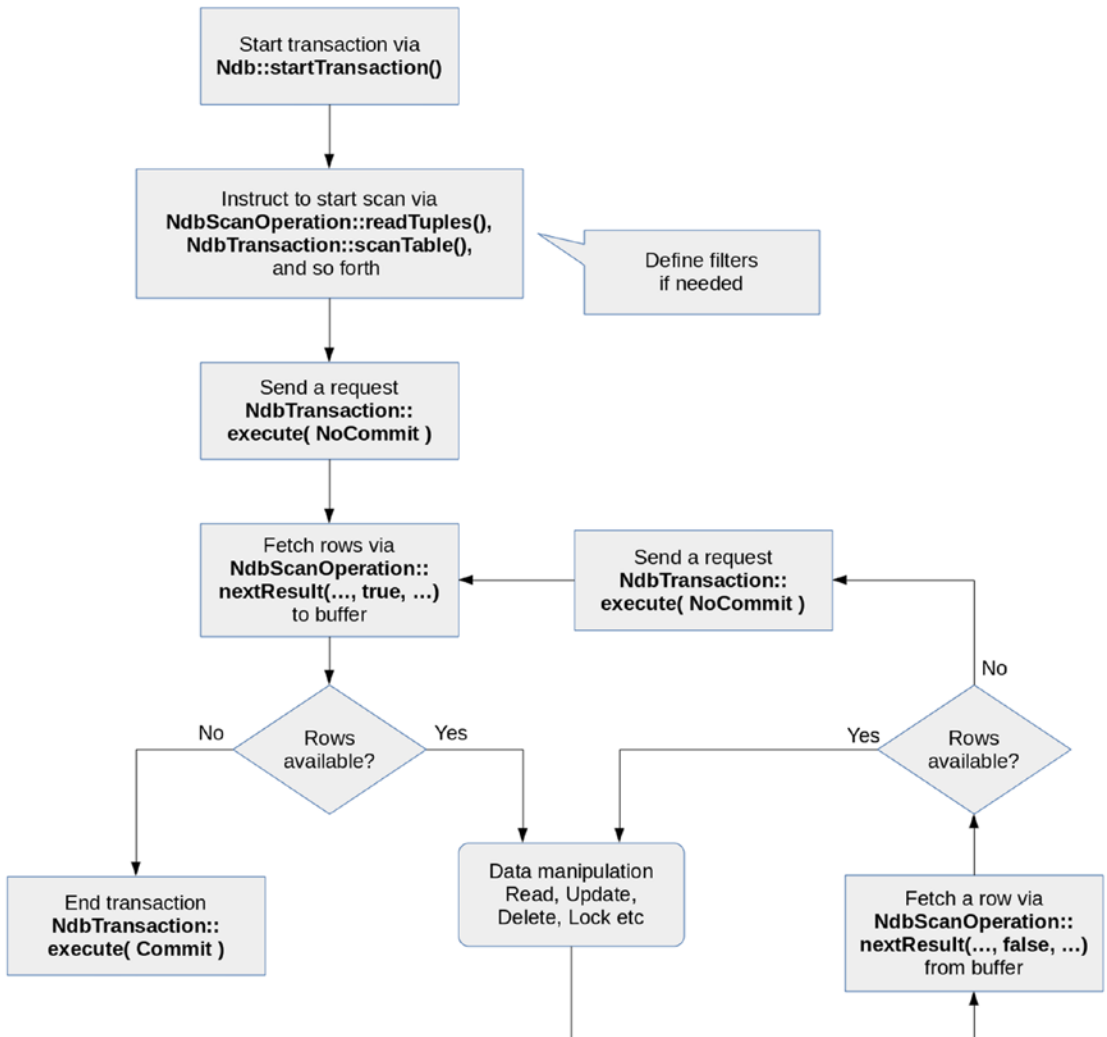 Start transaction via
Ndb::startTransaction()
Instruct to start scan via
NdbScanOperation::readTuples(),
NdbTransaction::scanTable(),
and so forth
Define filters
if needed
Send a request
NdbTransaction::
execute( NoCommit )
Fetch rows via
NdbScanOperation::
nextResult(…, true, …)
to buffer
Send a request
NdbTransaction::
execute( NoCommit )
No
Rows
available?
Yes
No
Yes
Rows
available?
End transaction
NdbTransaction::
execute( Commit )
Data manipulation
Read, Update,
Delete, Lock etc
Fetch a row via
NdbScanOperation::
nextResult(…, false, …)
from buffer